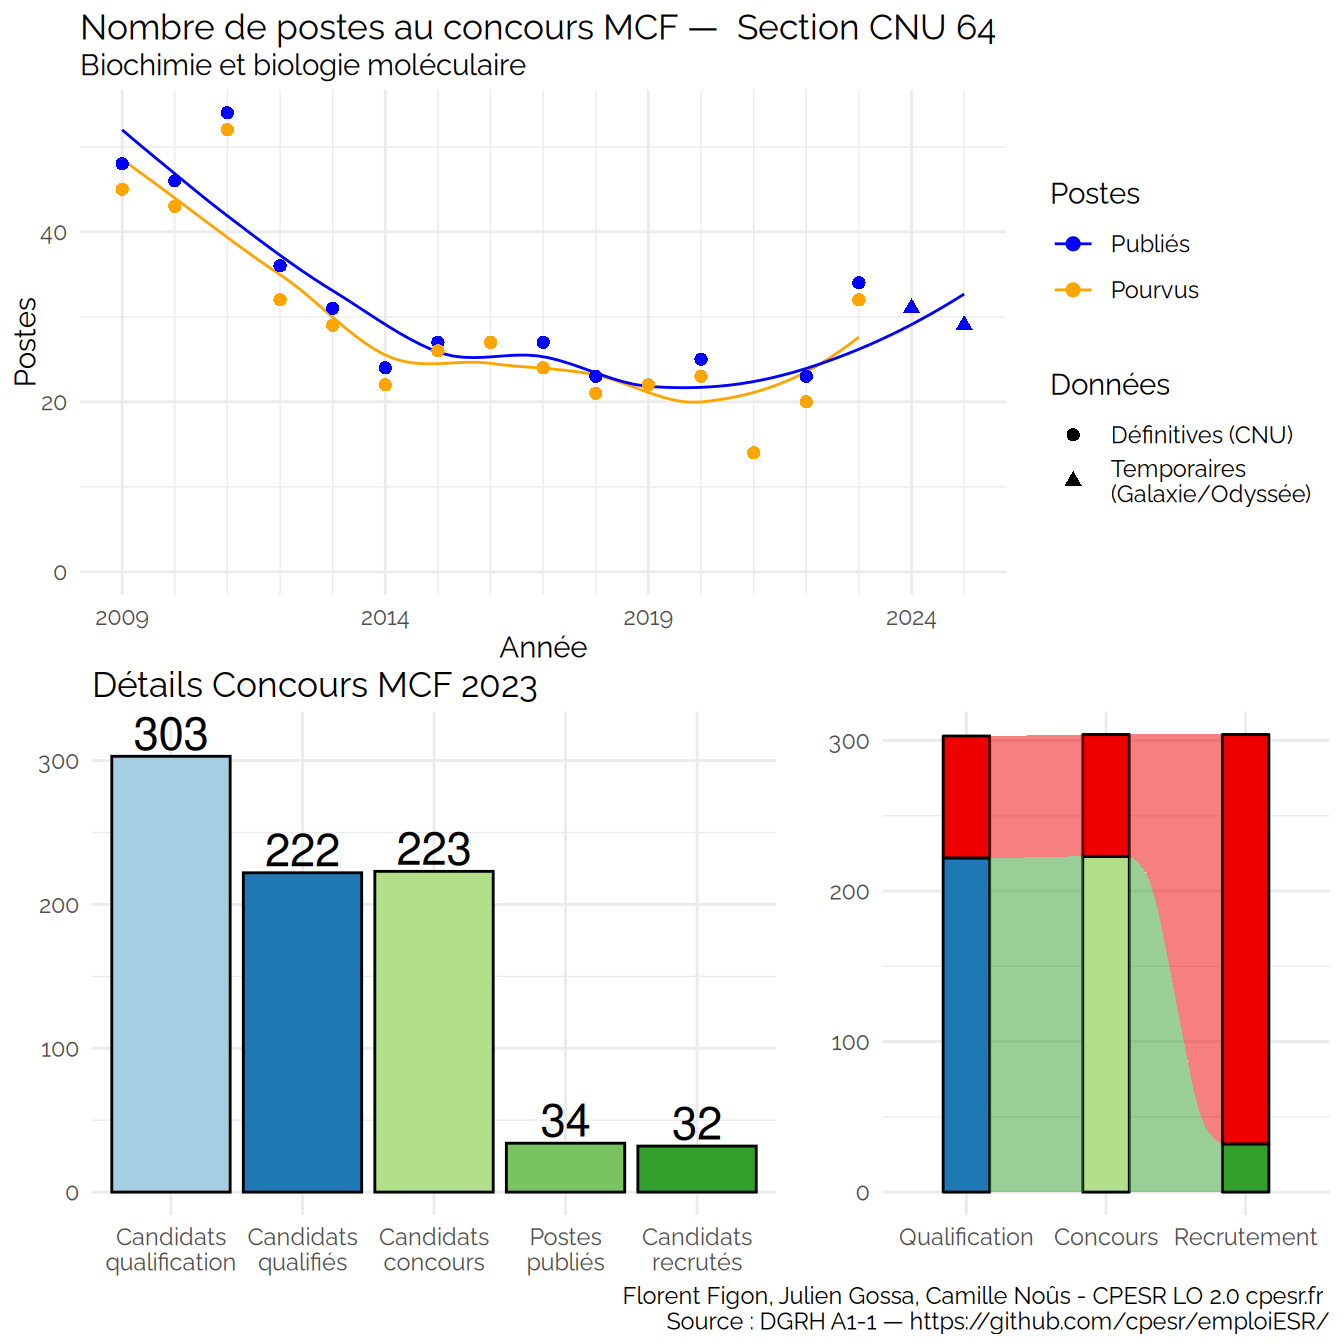 Nombre de postes au concours MCF — Section CNU 64
Biochimie et biologie moléculaire
Postes
40
20
0
2009
2014
2019
2024
Année
Postes
Publiés
Pourvus
Données
Définitives (CNU)
Temporaires
(Galaxie/Odyssée)
Détails Concours MCF 2023
300
200
100
0
303
222
223
34
32
Candidats
qualification
Candidats
qualifiés
Candidats
concours
Postes
publiés
Candidats
recrutés
300
200
100
0
Qualification
Concours
Recrutement
Florent Figon, Julien Gossa, Camille Noûs - CPESR LO 2.0 cpesr.fr
Source : DGRH A1-1 — https://github.com/cpesr/emploiESR/